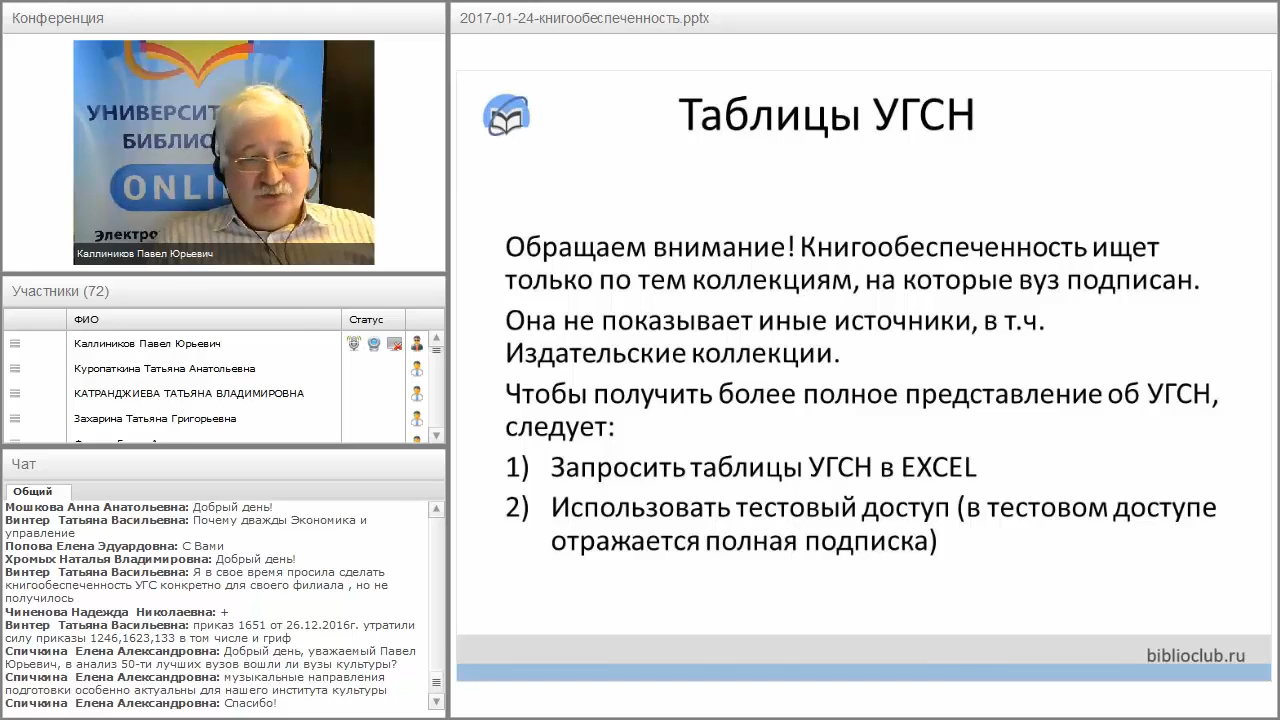 Конференция
УНИВЕРСИТ
БИБЛИО
ONLI
Электро
Каллиников Павел Юрьевич
Участники (72)
ФИО Статус
Каллиников Павел Юрьевич
Куропаткина Татьяна Анатольевна
КАТРАНДЖИЕВА ТАТЬЯНА ВЛАДИМИРОВНА
Захарина Татьяна Григорьевна
Чат
Общий
Мошкова Анна Анатольевна: Добрый день!
Винтер Татьяна Васильевна: Почему дважды Экономика и
управление
Попова Елена Эдуардовна: С Вами
Хромых Наталья Владимировна: Добрый день!
Винтер Татьяна Васильевна: Я в свое время просила сделать
книгообеспеченность УГС конкретно для своего филиала , но не
получилось
Чиненова Надежда Николаевна: +
Винтер Татьяна Васильевна: приказ 1651 от 26.12.2016г. утратили
силу приказы 1246,1623,133 в том числе и гриф
Спичкина Елена Александровна: Добрый день, уважаемый Павел
Юрьевич, в анализ 50-ти лучших вузов вошли ли вузы культуры?
Спичкина Елена Александровна: музыкальные направления
подготовки особенно актуальны для нашего института культуры
Спичкина Елена Александровна: Спасибо!
2017-01-24-книгообеспеченность.pptx
Таблицы УГСН
Обращаем внимание! Книгообеспеченность ищет
только по тем коллекциям, на которые вуз подписан.
Она не показывает иные источники, в т.ч.
Издательские коллекции.
Чтобы получить более полное представление об УГСН,
следует:
1) Запросить таблицы УГСН в EXCEL
2) Использовать тестовый доступ (в тестовом доступе
отражается полная подписка)
biblioclub.ru